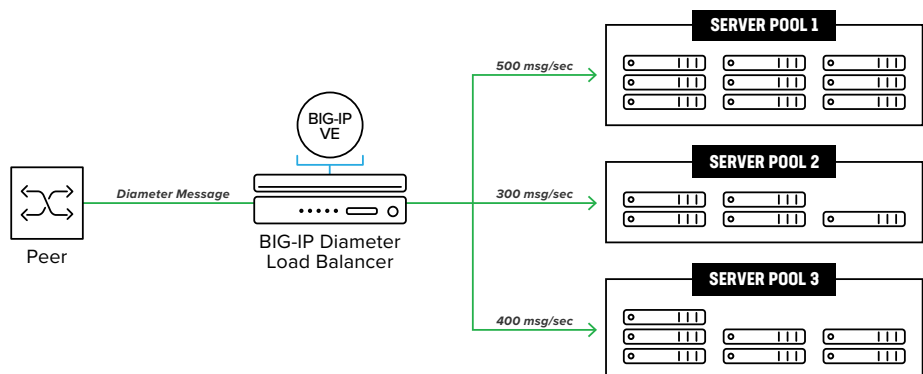 SERVER POOL 1
500 msg/sec
BIG-IP
VE
SERVER POOL 2
Diameter Message
300 msg/sec
Peer
BIG-IP Diameter
Load Balancer
SERVER POOL 3
400 msg/sec